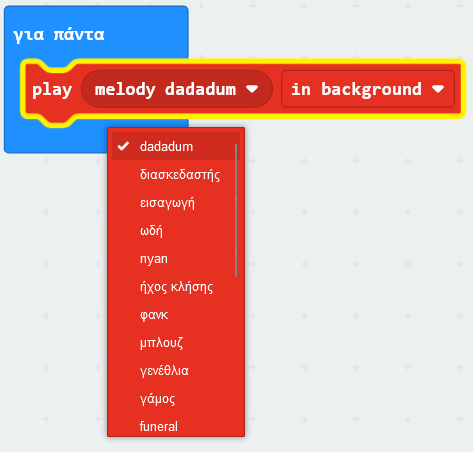 για πάντα
play melody dadadum in background
dadadum
διασκεδαστής
εισαγωγή
ωδή
nyan
ήχος κλήσης
φανκ
μπλουζ
γενέθλια
γάμος
funeral